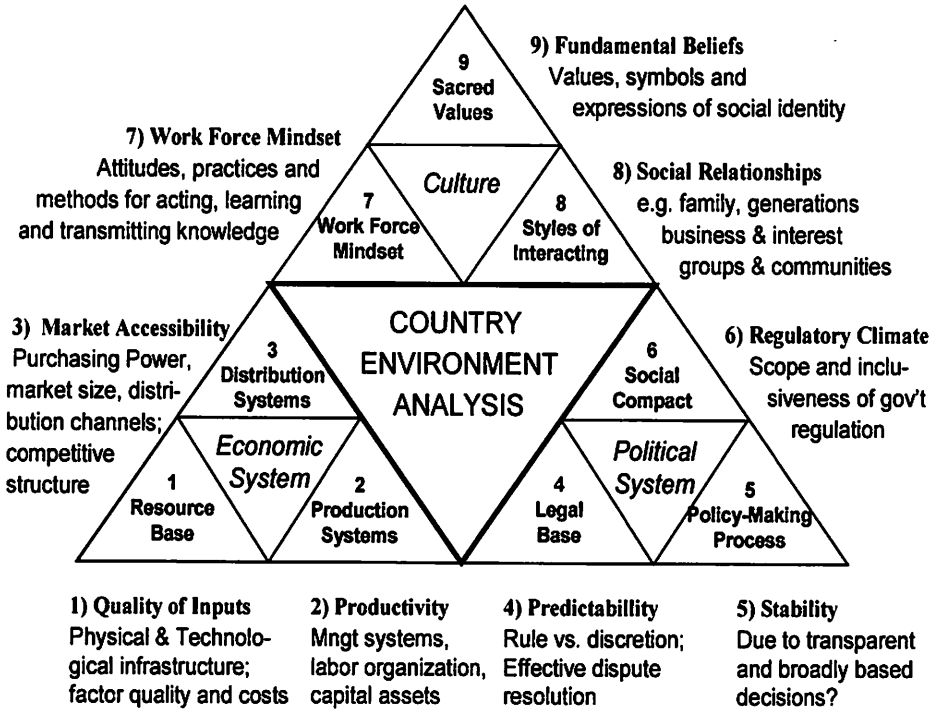 9
Sacred
Values
9) Fundamental Beliefs
Values, symbols and
expressions of social identity
7) Work Force Mindset
Attitudes, practices and
methods for acting, learning
and transmitting knowledge
Culture
7
Work Force
Mindset
8
Styles of
Interacting
8) Social Relationships
e.g. family, generations
business & interest
groups & communities
COUNTRY
ENVIRONMENT
ANALYSIS
3) Market Accessibility
Purchasing Power,
market size, distri-
bution channels;
competitive
structure
3
Distribution
Systems
Economic
System
1
Resource
Base
2
Production
Systems
6
Social
Compact
6) Regulatory Climate
Scope and inclu-
siveness of gov't
regulation
Political
System
4
Legal
Base
5
Policy-Making
Process
1) Quality of Inputs
Physical & Technolo-
gical infrastructure;
factor quality and costs
2) Productivity
Mngt systems,
labor organization,
capital assets
4) Predictabillity
Rule vs. discretion;
Effective dispute
resolution
5) Stability
Due to transparent
and broadly based
decisions?